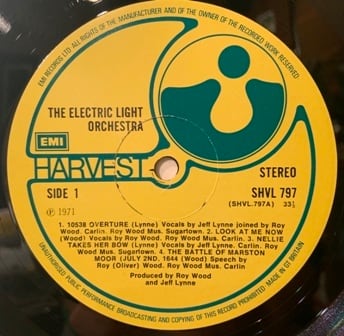 EMI RECORDS LTD ALL RIGHTS OF THE MANUFACTURER AND OF THE OWNER OF THE RECORDED WORK RESERVED
THE ELECTRIC LIGHT
ORCHESTRA
EMI
HARVEST
STEREO
SIDE 1
SHVL 797
(SHVL.797A) 33⅓
℗ 1971
1. 10538 OVERTURE (Lynne) Vocals by Jeff Lynne joined by Roy
Wood. Carlin. Roy Wood Mus. Sugartown. 2. LOOK AT ME NOW
(Wood) Vocals by Roy Wood. Roy Wood Mus. Carlin. 3. NELLIE
TAKES HER BOW (Lynne) Vocals by Jeff Lynne. Carlin. Roy Wood
Mus. Sugartown. 4. THE BATTLE OF MARSTON
MOOR (JULY 2ND, 1644 (Wood) Speech by
Roy (Oliver) Wood. Roy Wood Mus. Carlin
Produced by Roy Wood
and Jeff Lynne
UNAUTHORISED PUBLIC PERFORMANCE BROADCASTING AND COPYING OF THIS RECORD PROHIBITED. MADE IN GT BRITAIN